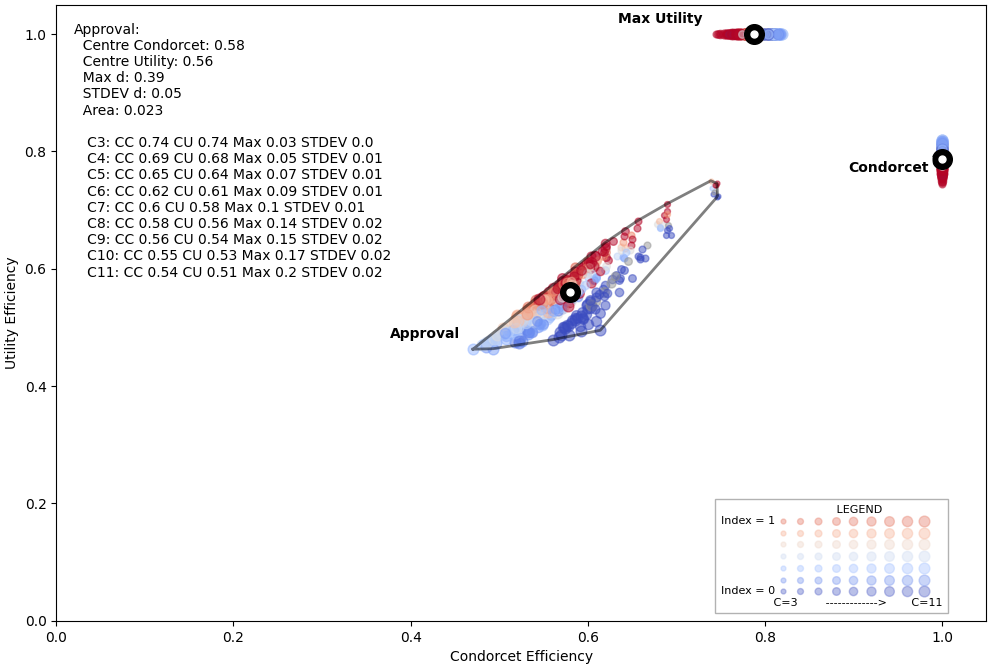 Approval:
Centre Condorcet: 0.58
Centre Utility: 0.56
Max d: 0.39
STDEV d: 0.05
Area: 0.023
C3: CC 0.74 CU 0.74 Max 0.03 STDEV 0.0
C4: CC 0.69 CU 0.68 Max 0.05 STDEV 0.01
C5: CC 0.65 CU 0.64 Max 0.07 STDEV 0.01
C6: CC 0.62 CU 0.61 Max 0.09 STDEV 0.01
C7: CC 0.6 CU 0.58 Max 0.1 STDEV 0.01
C8: CC 0.58 CU 0.56 Max 0.14 STDEV 0.02
C9: CC 0.56 CU 0.54 Max 0.15 STDEV 0.02
C10: CC 0.55 CU 0.53 Max 0.17 STDEV 0.02
C11: CC 0.54 CU 0.51 Max 0.2 STDEV 0.02
Max Utility
Condorcet
Approval
LEGEND
Index = 1
Index = 0
C=3 -------------> C=11
1.0
0.8
0.6
0.4
0.2
0.0
Utility Efficiency
0.0 0.2 0.4 0.6 0.8 1.0
Condorcet Efficiency